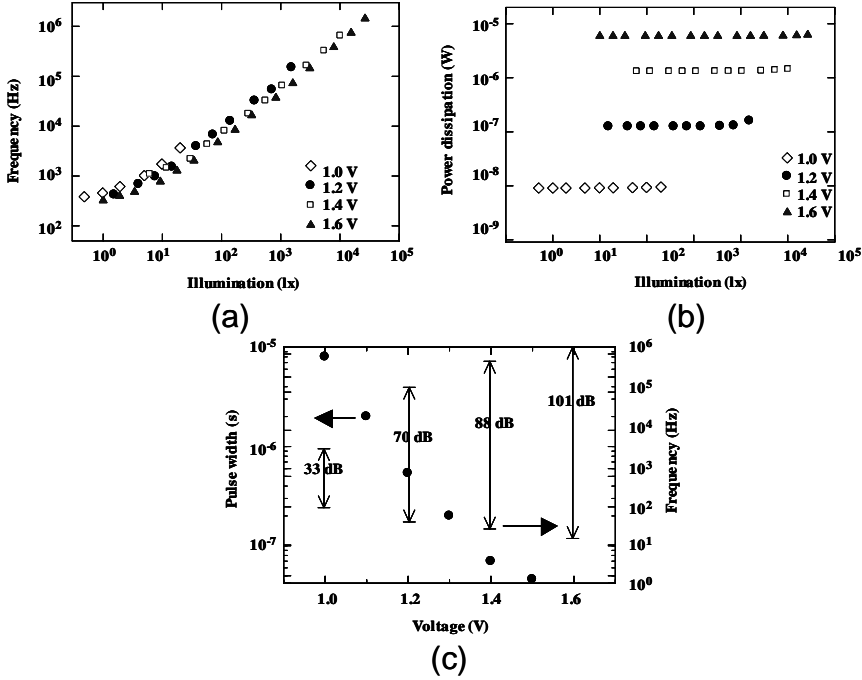 10^6
10^5
10^4
10^3
10^2
Frequency (Hz)
1.0 V
1.2 V
1.4 V
1.6 V
10^0 10^1 10^2 10^3 10^4 10^5
Illumination (lx)
(a)
10^-5
10^-6
10^-7
10^-8
10^-9
Power dissipation (W)
1.0 V
1.2 V
1.4 V
1.6 V
10^0 10^1 10^2 10^3 10^4 10^5
Illumination (lx)
(b)
10^-5
10^-6
10^-7
Pulse width (s)
33 dB
70 dB
88 dB
101 dB
10^6
10^5
10^4
10^3
10^2
10^1
10^0
Frequency (Hz)
1.0 1.2 1.4 1.6
Voltage (V)
(c)